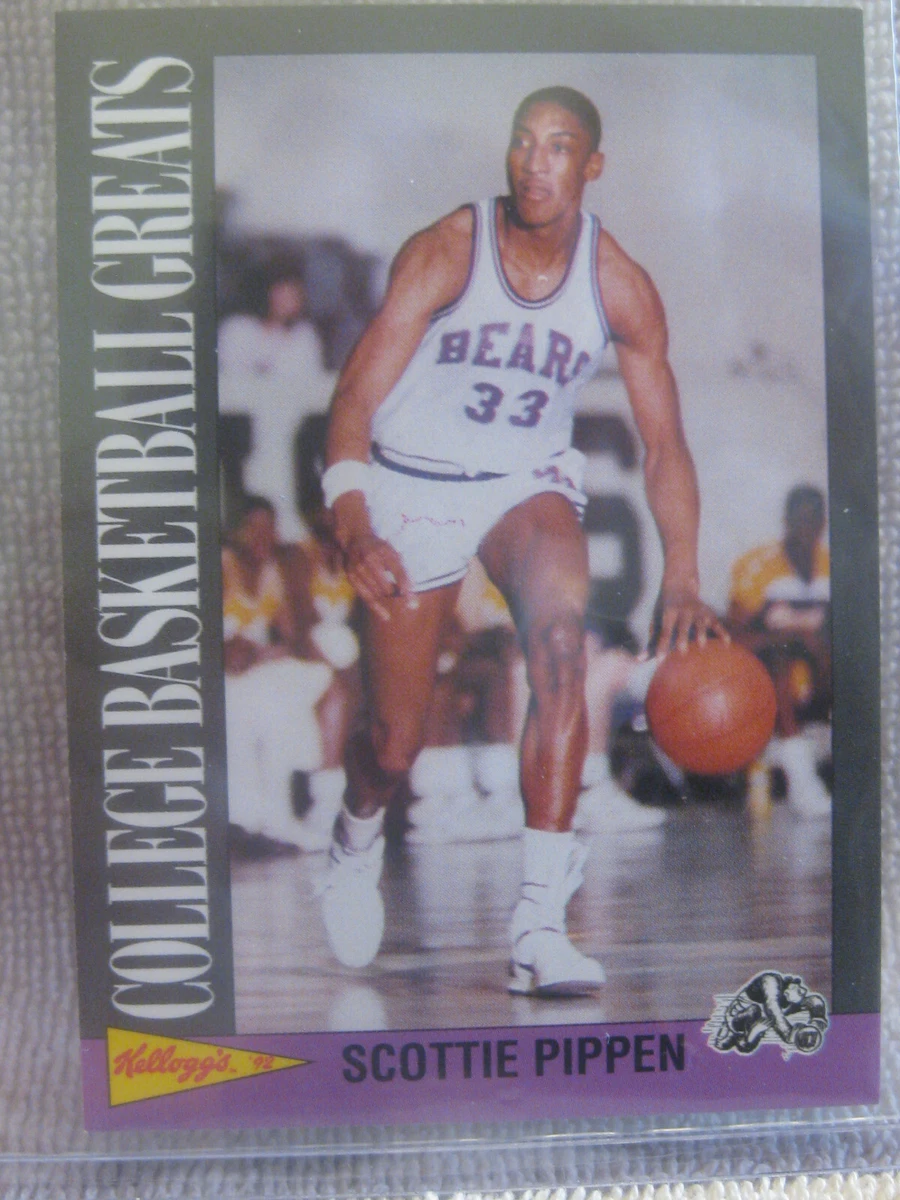 COLLEGE BASKETBALL GREATS
BEARS
33
Kellogg's '92
SCOTTIE PIPPEN